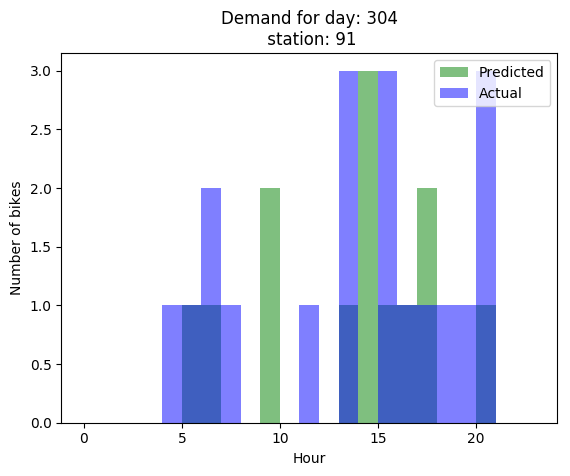 Demand for day: 304
station: 91
Predicted
Actual
3.0
2.5
2.0
1.5
1.0
0.5
0.0
Number of bikes
0 5 10 15 20
Hour